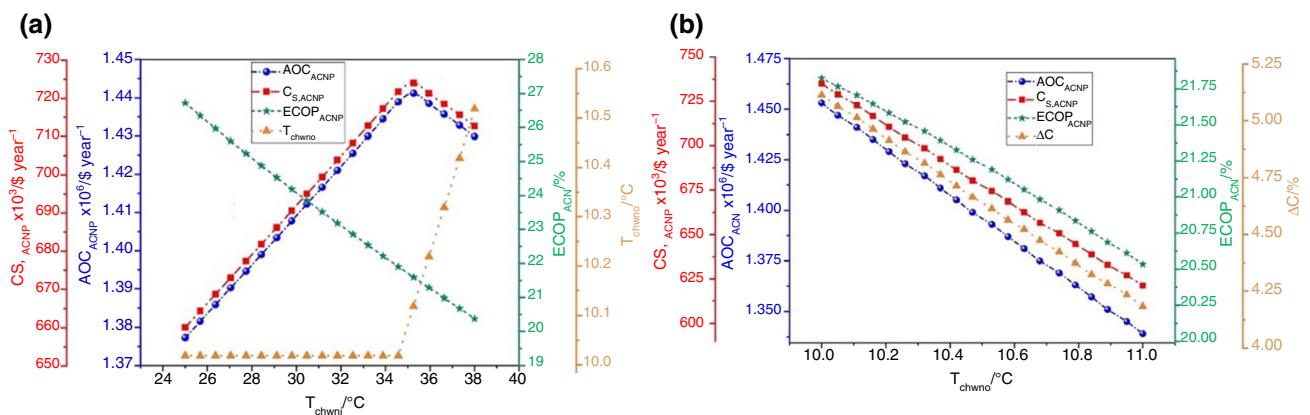 (a)
CS, ACNP x10³/$ year⁻¹
730
720
710
700
690
680
670
660
650
AOC_ACNP x10⁶/$ year⁻¹
1.45
1.44
1.43
1.42
1.41
1.40
1.39
1.38
1.37
AOC_ACNP
C_S,ACNP
ECOP_ACNP
T_chwno
28
27
26
25
24
23
22
21
20
19
ECOP_ACN/%
10.6
10.5
10.4
10.3
10.2
10.1
10.0
T_chwno/°C
24 26 28 30 32 34 36 38 40
T_chwni/°C
(b)
CS, ACNP x10³/$ year⁻¹
750
725
700
675
650
625
600
AOC_ACN x10⁶/$ year⁻¹
1.475
1.450
1.425
1.400
1.375
1.350
AOC_ACNP
C_S,ACNP
ECOP_ACNP
ΔC
21.75
21.50
21.25
21.00
20.75
20.50
20.25
20.00
ECOP_ACN/%
5.25
5.00
4.75
4.50
4.25
4.00
ΔC/%
10.0 10.2 10.4 10.6 10.8 11.0
T_chwno/°C